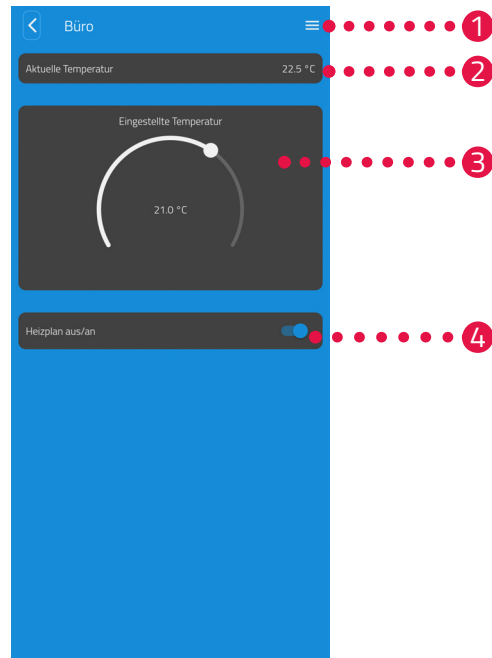 Büro
1
Aktuelle Temperatur 22.5 °C
2
Eingestellte Temperatur
3
21.0 °C
Heizplan aus/an
4